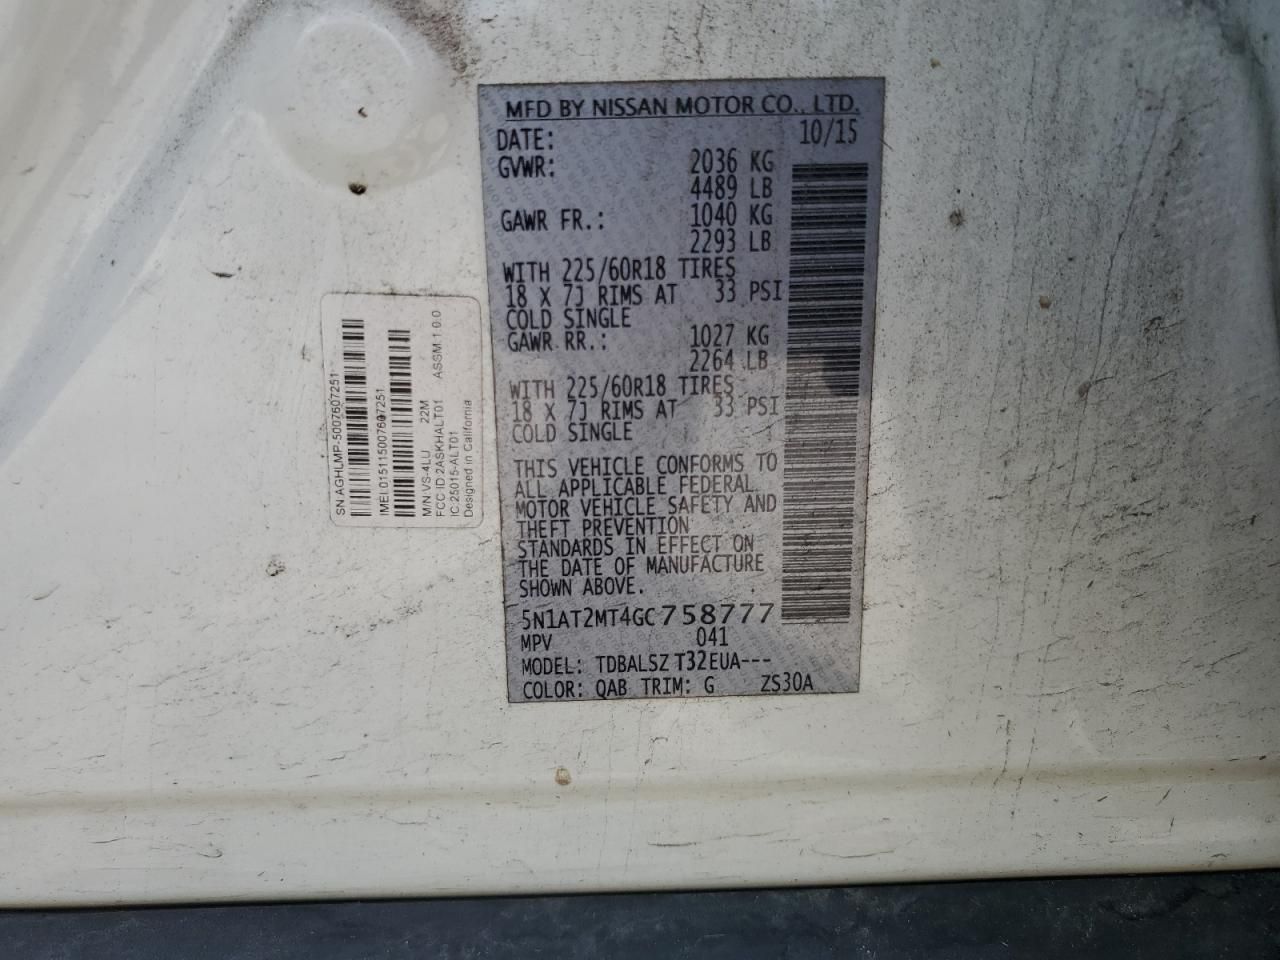 MFD BY NISSAN MOTOR CO., LTD.
DATE: 10/15
GVWR: 2036 KG
4489 LB
GAWR FR.: 1040 KG
2293 LB
WITH 225/60R18 TIRES
18 X 7J RIMS AT 33 PSI
COLD SINGLE
GAWR RR.: 1027 KG
2264 LB
WITH 225/60R18 TIRES
18 X 7J RIMS AT 33 PSI
COLD SINGLE
THIS VEHICLE CONFORMS TO
ALL APPLICABLE FEDERAL
MOTOR VEHICLE SAFETY AND
THEFT PREVENTION
STANDARDS IN EFFECT ON
THE DATE OF MANUFACTURE
SHOWN ABOVE.
5N1AT2MT4GC758777
MPV 041
MODEL: TDBALSZ T32EUA---
COLOR: QAB TRIM: G ZS30A
SN:AGHLMP-5007607251
IMEI:015115007607251
M/N:VS-4LU 22M
FCC ID:2ASKHALT01 ASSM.1.0.0
IC:25015-ALT01
Designed in California